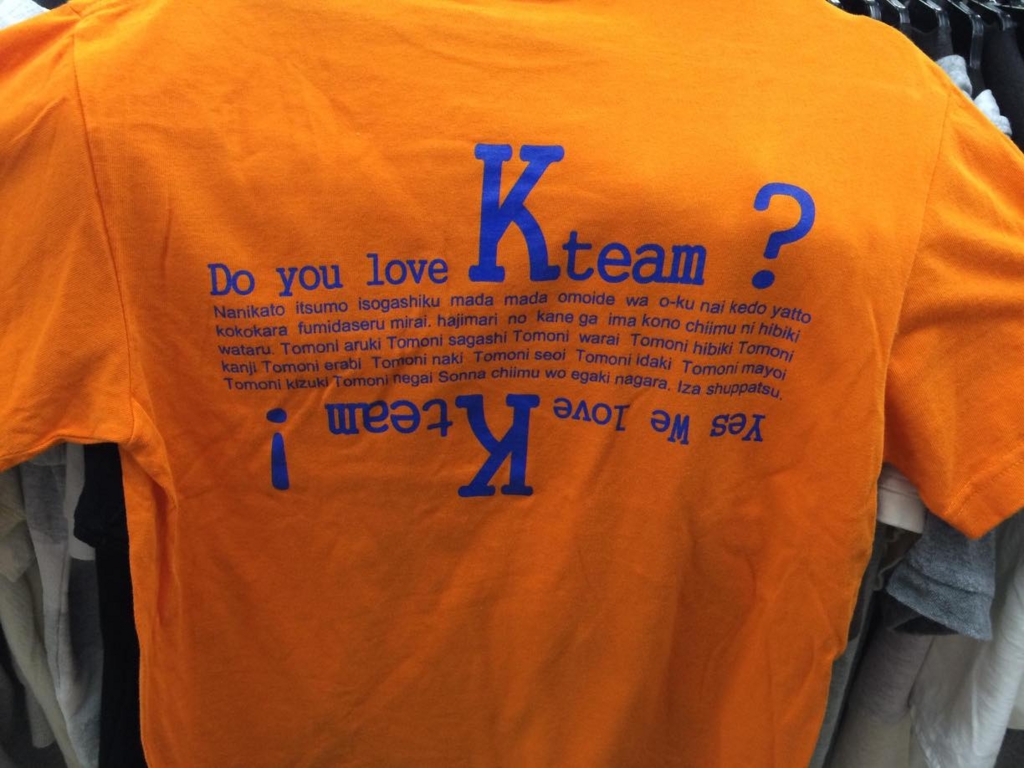 Do you love K team ?
Nanikato itsumo isogashiku mada mada omoide wa o-ku nai kedo yatto
kokokara fumidaseru mirai. hajimari no kane ga ima kono chiimu ni hibiki
wataru. Tomoni aruki Tomoni sagashi Tomoni warai Tomoni hibiki Tomoni
kanji Tomoni erabi Tomoni naki Tomoni seoi Tomoni idaki Tomoni mayoi
Tomoni kizuki Tomoni negai Sonna chiimu wo egaki nagara. Iza shuppatsu.
Yes We love K team !